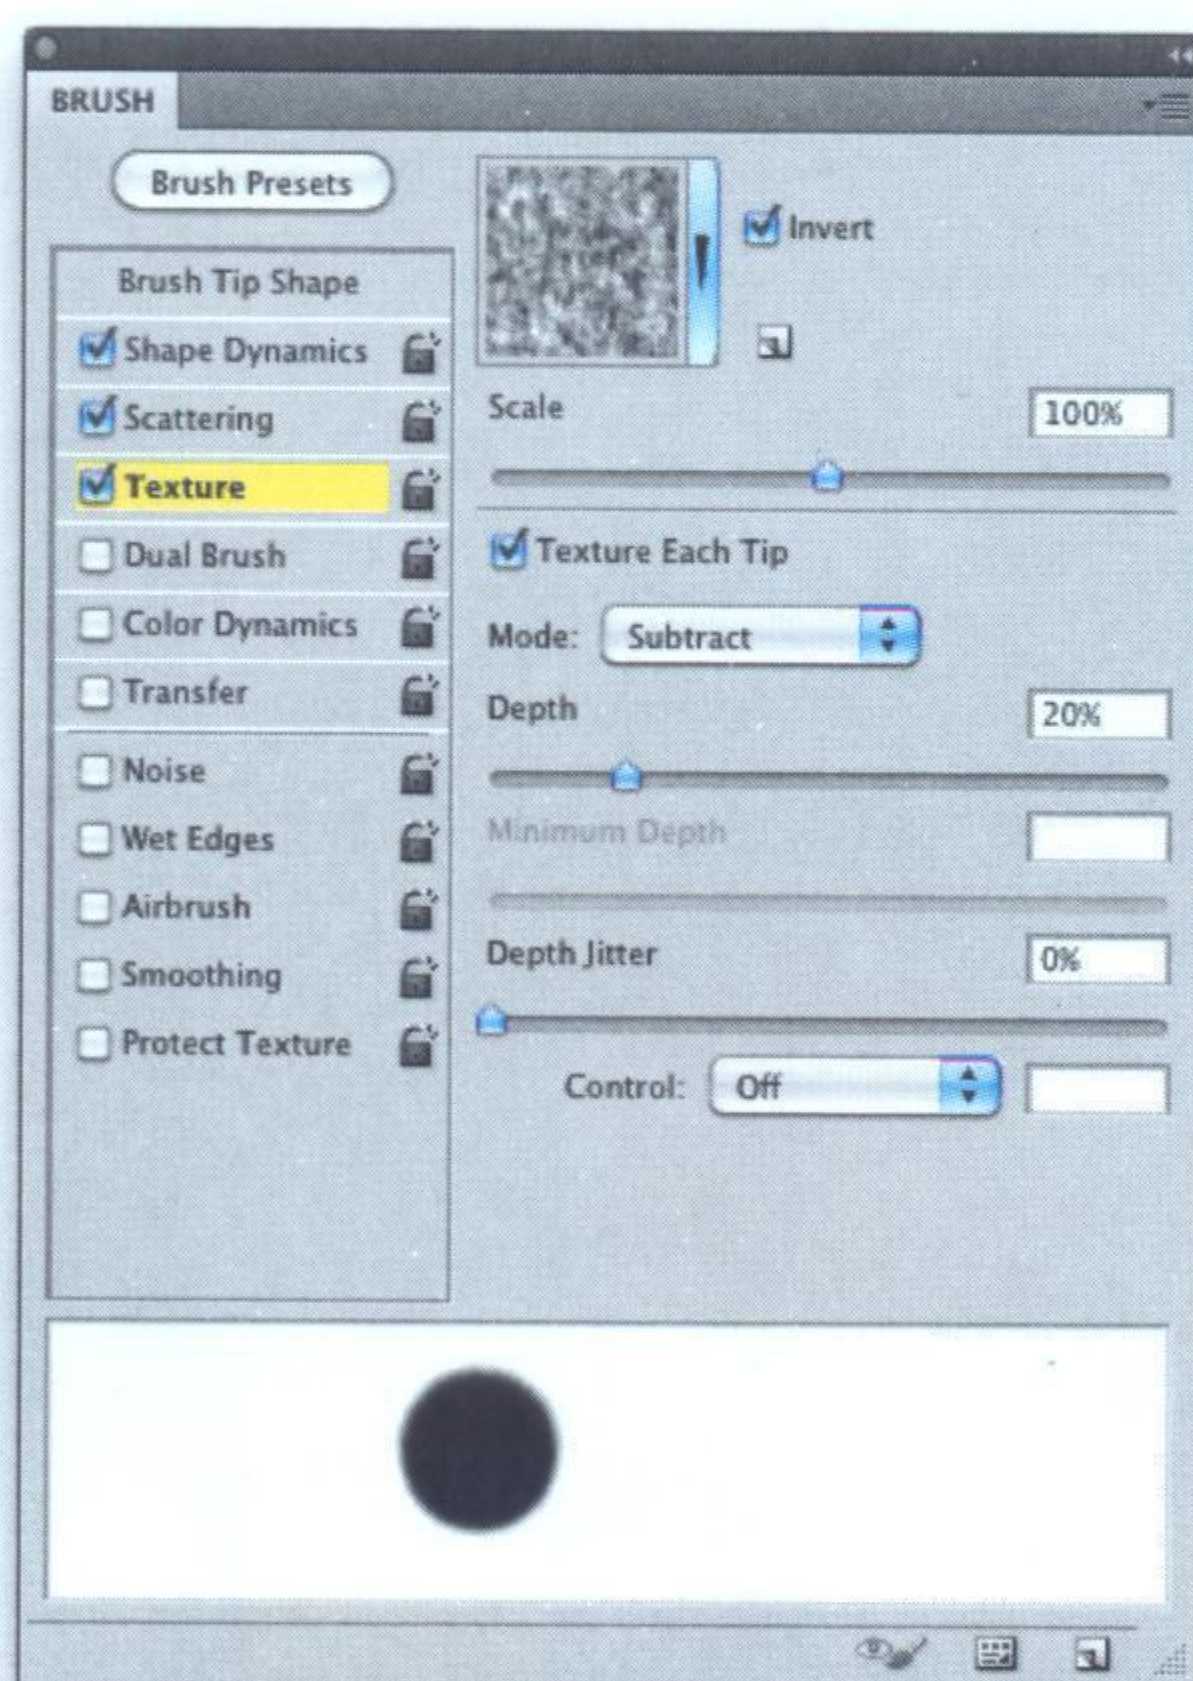 BRUSH
Brush Presets
Brush Tip Shape
Shape Dynamics
Scattering
Texture
Dual Brush
Color Dynamics
Transfer
Noise
Wet Edges
Airbrush
Smoothing
Protect Texture
Invert
Scale 100%
Texture Each Tip
Mode: Subtract
Depth 20%
Minimum Depth
Depth Jitter 0%
Control: Off